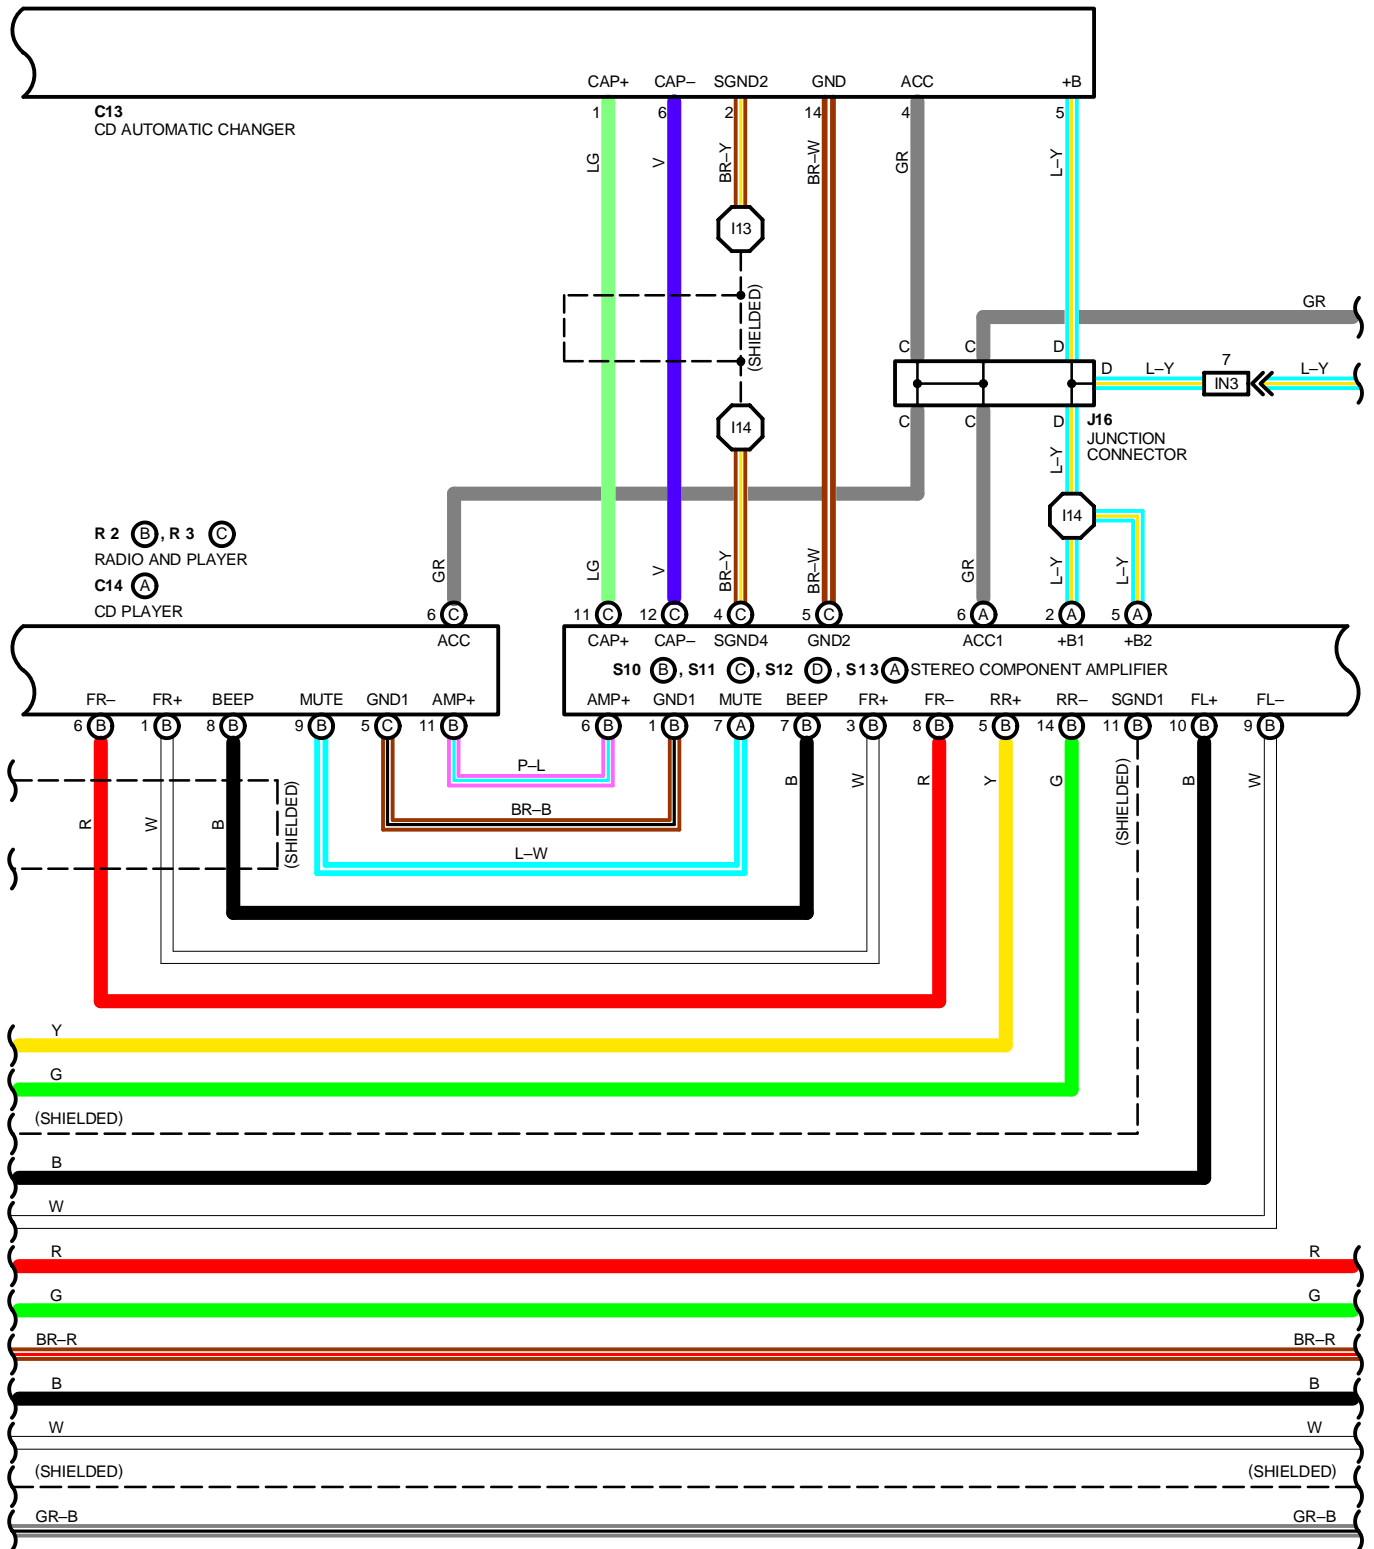 CAP+ CAP– SGND2 GND ACC +B
C13
CD AUTOMATIC CHANGER
1 6 2 14 4 5
LG V BR–Y BR–W GR L–Y
I13
(SHIELDED)
GR
C C D
D L–Y 7 IN3 L–Y
C C D
J16
JUNCTION
CONNECTOR
I14
L–Y
I14
R 2 B , R 3 C
RADIO AND PLAYER
C14 A
CD PLAYER
GR LG V BR–Y BR–W GR L–Y L–Y
6 C 11 C 12 C 4 C 5 C 6 A 2 A 5 A
ACC CAP+ CAP– SGND4 GND2 ACC1 +B1 +B2
S10 B , S11 C , S12 D , S13 A STEREO COMPONENT AMPLIFIER
FR– FR+ BEEP MUTE GND1 AMP+ AMP+ GND1 MUTE BEEP FR+ FR– RR+ RR– SGND1 FL+ FL–
6 B 1 B 8 B 9 B 5 C 11 B 6 B 1 B 7 A 7 B 3 B 8 B 5 B 14 B 11 B 10 B 9 B
P–L
B W R Y G (SHIELDED) B W
BR–B
R W B (SHIELDED)
L–W
Y
G
(SHIELDED)
B
W
R R
G G
BR–R BR–R
B B
W W
(SHIELDED) (SHIELDED)
GR–B GR–B